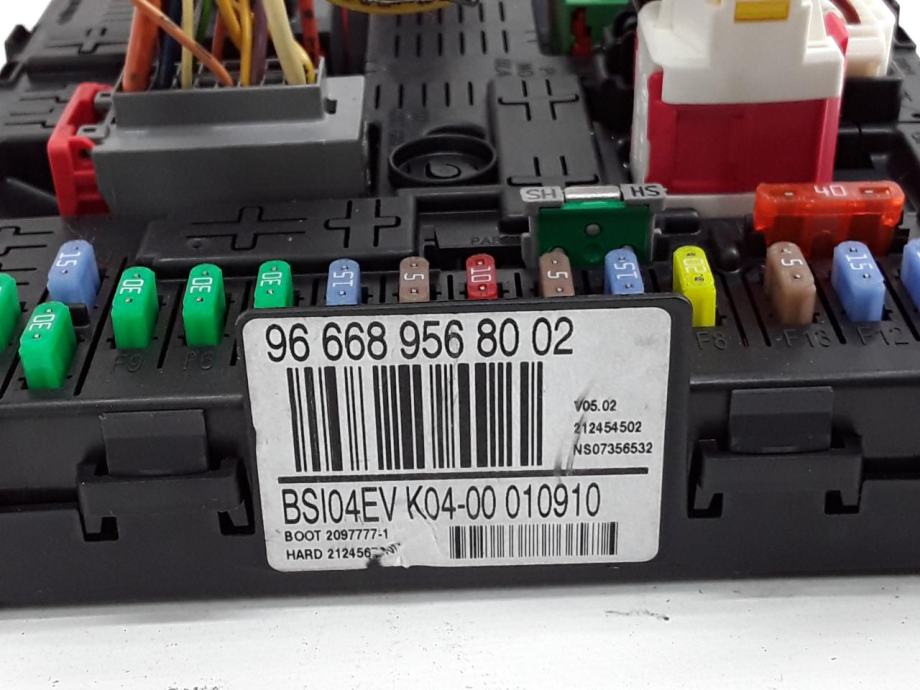 SH HS
40
15
30 30 30 30 15 5 10 5 15 20 5 15
F9 F6 F8 F13 F12
96 668 956 80 02
V05.02
212454502
NS07356532
BSI04EV K04-00 010910
BOOT 2097777-1